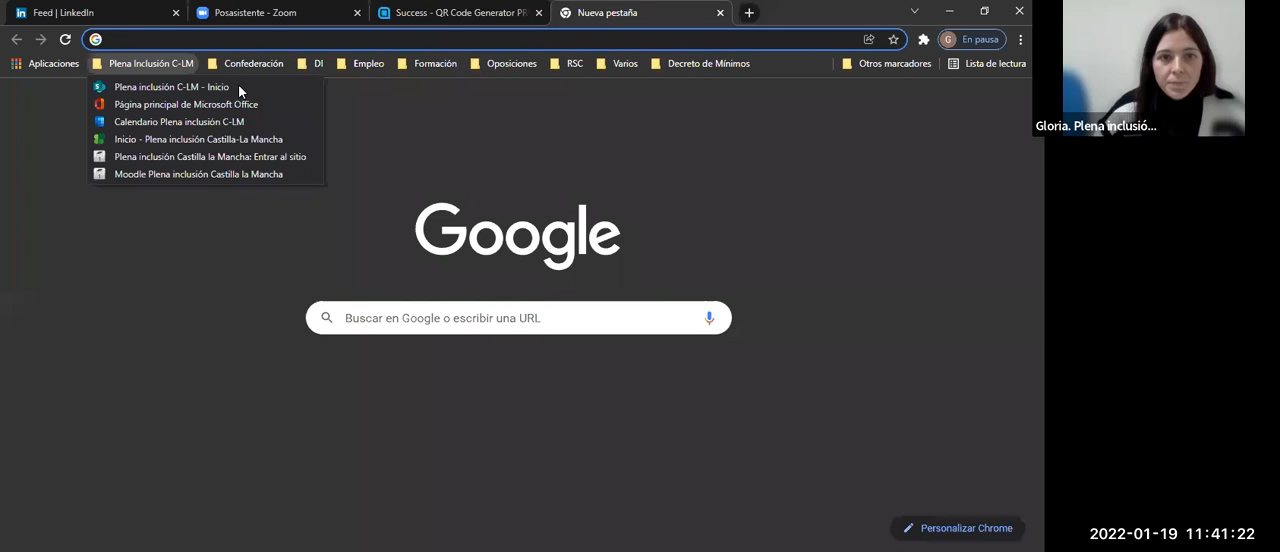 Feed | LinkedIn
Posasistente - Zoom
Success - QR Code Generator PR
Nueva pestaña
En pausa
Aplicaciones
Plena Inclusión C-LM
Confederación
DI
Empleo
Formación
Oposiciones
RSC
Varios
Decreto de Mínimos
Otros marcadores
Lista de lectura
Plena inclusión C-LM - Inicio
Página principal de Microsoft Office
Calendario Plena inclusión C-LM
Inicio - Plena inclusión Castilla-La Mancha
Plena inclusión Castilla la Mancha: Entrar al sitio
Moodle Plena inclusión Castilla la Mancha
Gloria. Plena inclusió...
Google
Buscar en Google o escribir una URL
Personalizar Chrome
2022-01-19 11:41:22